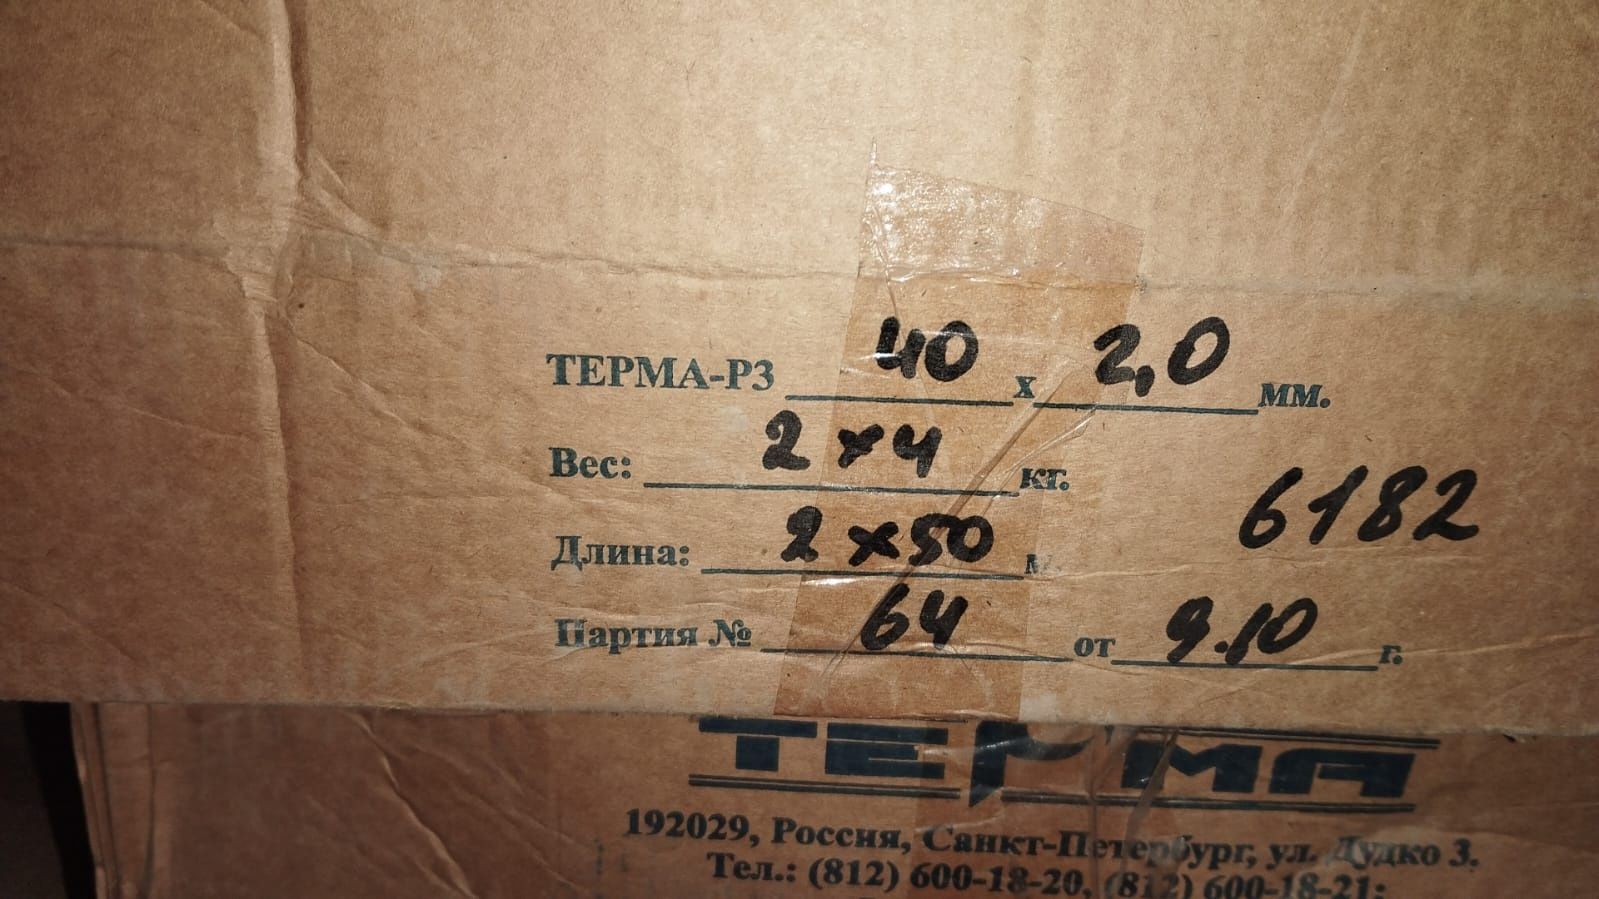 ТЕРМА-РЗ 40 х 2,0 мм.
Вес: 2 х 4 кг.
6182
Длина: 2 х 50 м.
Партия № 64 от 9.10 г.
ТЕРМА
192029, Россия, Санкт-Петербург, ул. Дудко 3.
Тел.: (812) 600-18-20, (812) 600-18-21;